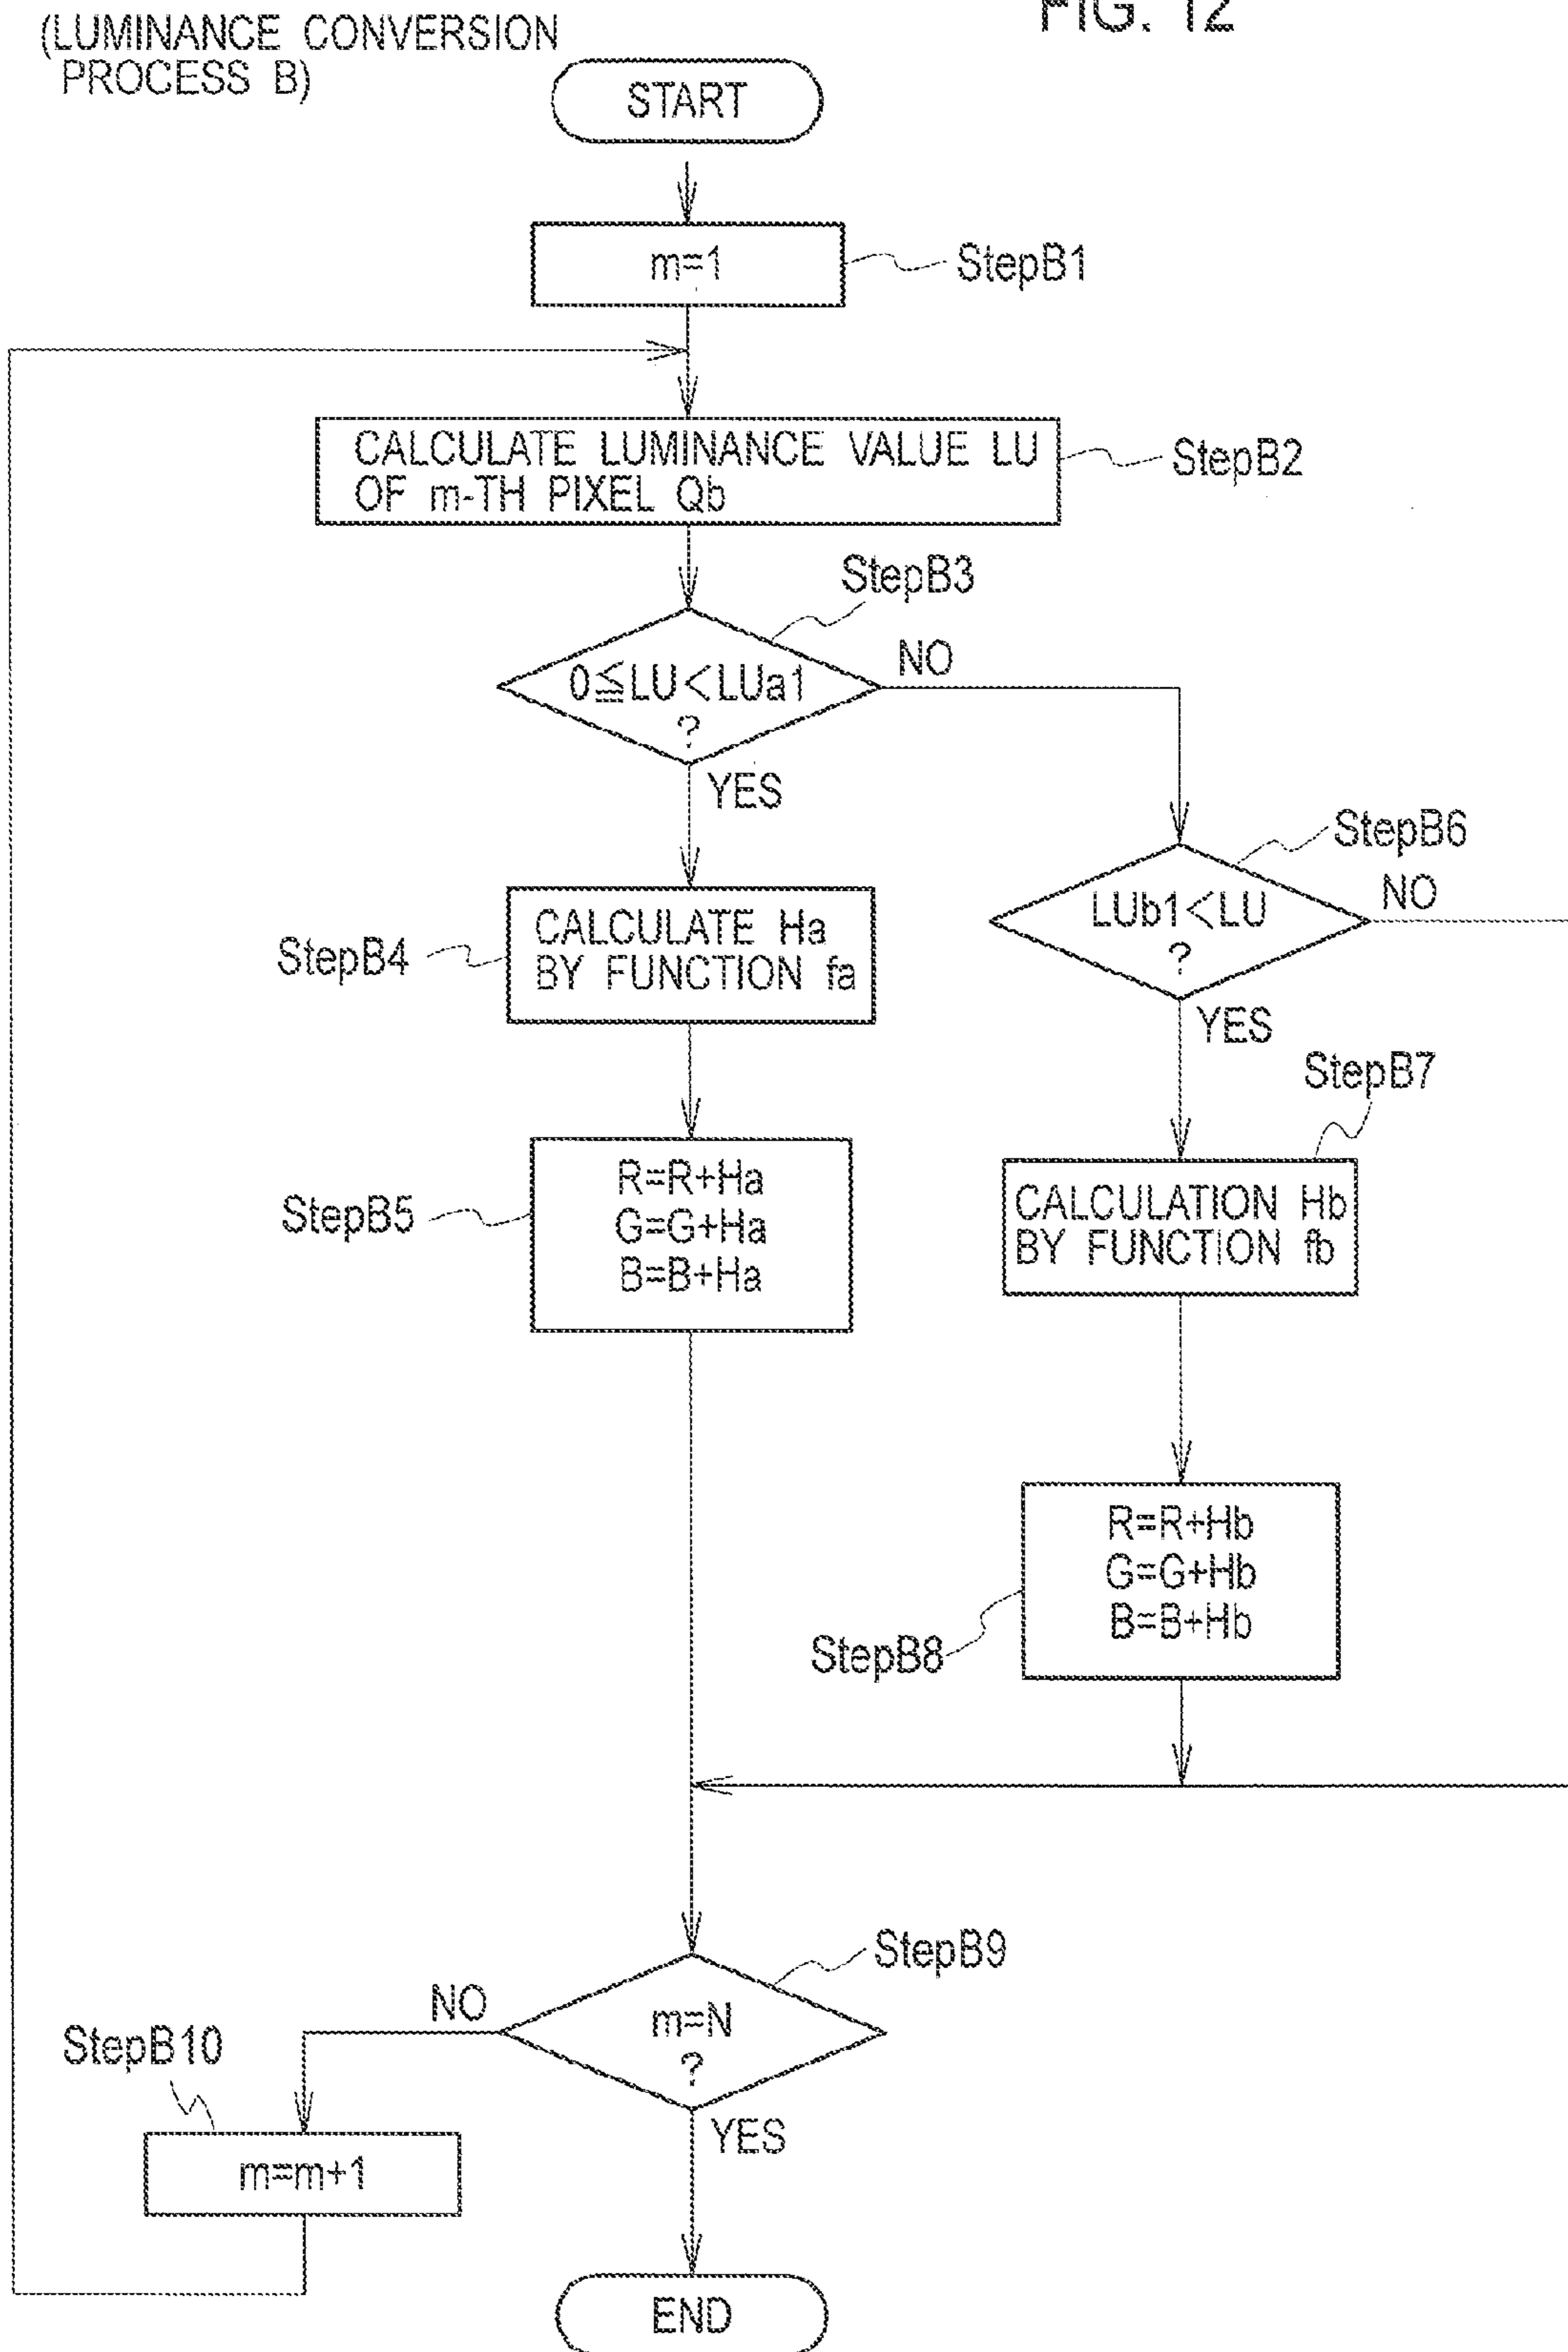 FIG. 12
(LUMINANCE CONVERSION
PROCESS B)
START
m=1
StepB1
CALCULATE LUMINANCE VALUE LU
OF m-TH PIXEL Qb
StepB2
StepB3
0≦LU<LUa1
?
NO
YES
StepB6
LUb1<LU
?
NO
YES
StepB4
CALCULATE Ha
BY FUNCTION fa
StepB7
CALCULATION Hb
BY FUNCTION fb
StepB5
R=R+Ha
G=G+Ha
B=B+Ha
R=R+Hb
G=G+Hb
B=B+Hb
StepB8
StepB9
m=N
?
NO
YES
StepB10
m=m+1
END